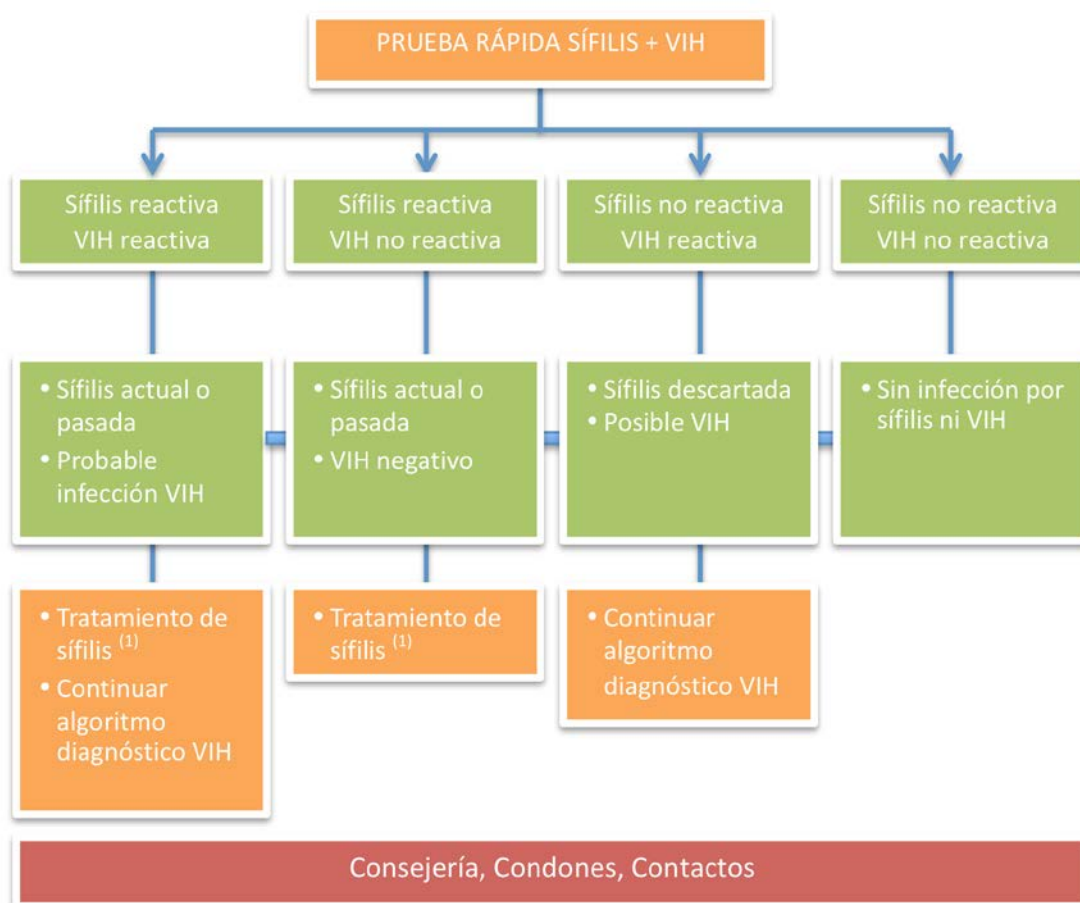 PRUEBA RÁPIDA SÍFILIS + VIH
Sífilis reactiva
VIH reactiva
Sífilis reactiva
VIH no reactiva
Sífilis no reactiva
VIH reactiva
Sífilis no reactiva
VIH no reactiva
• Sífilis actual o
pasada
• Probable
infección VIH
• Sífilis actual o
pasada
• VIH negativo
• Sífilis descartada
• Posible VIH
• Sin infección por
sífilis ni VIH
• Tratamiento de
sífilis (1)
• Continuar
algoritmo
diagnóstico VIH
• Tratamiento de
sífilis (1)
• Continuar
algoritmo
diagnóstico VIH
Consejería, Condones, Contactos